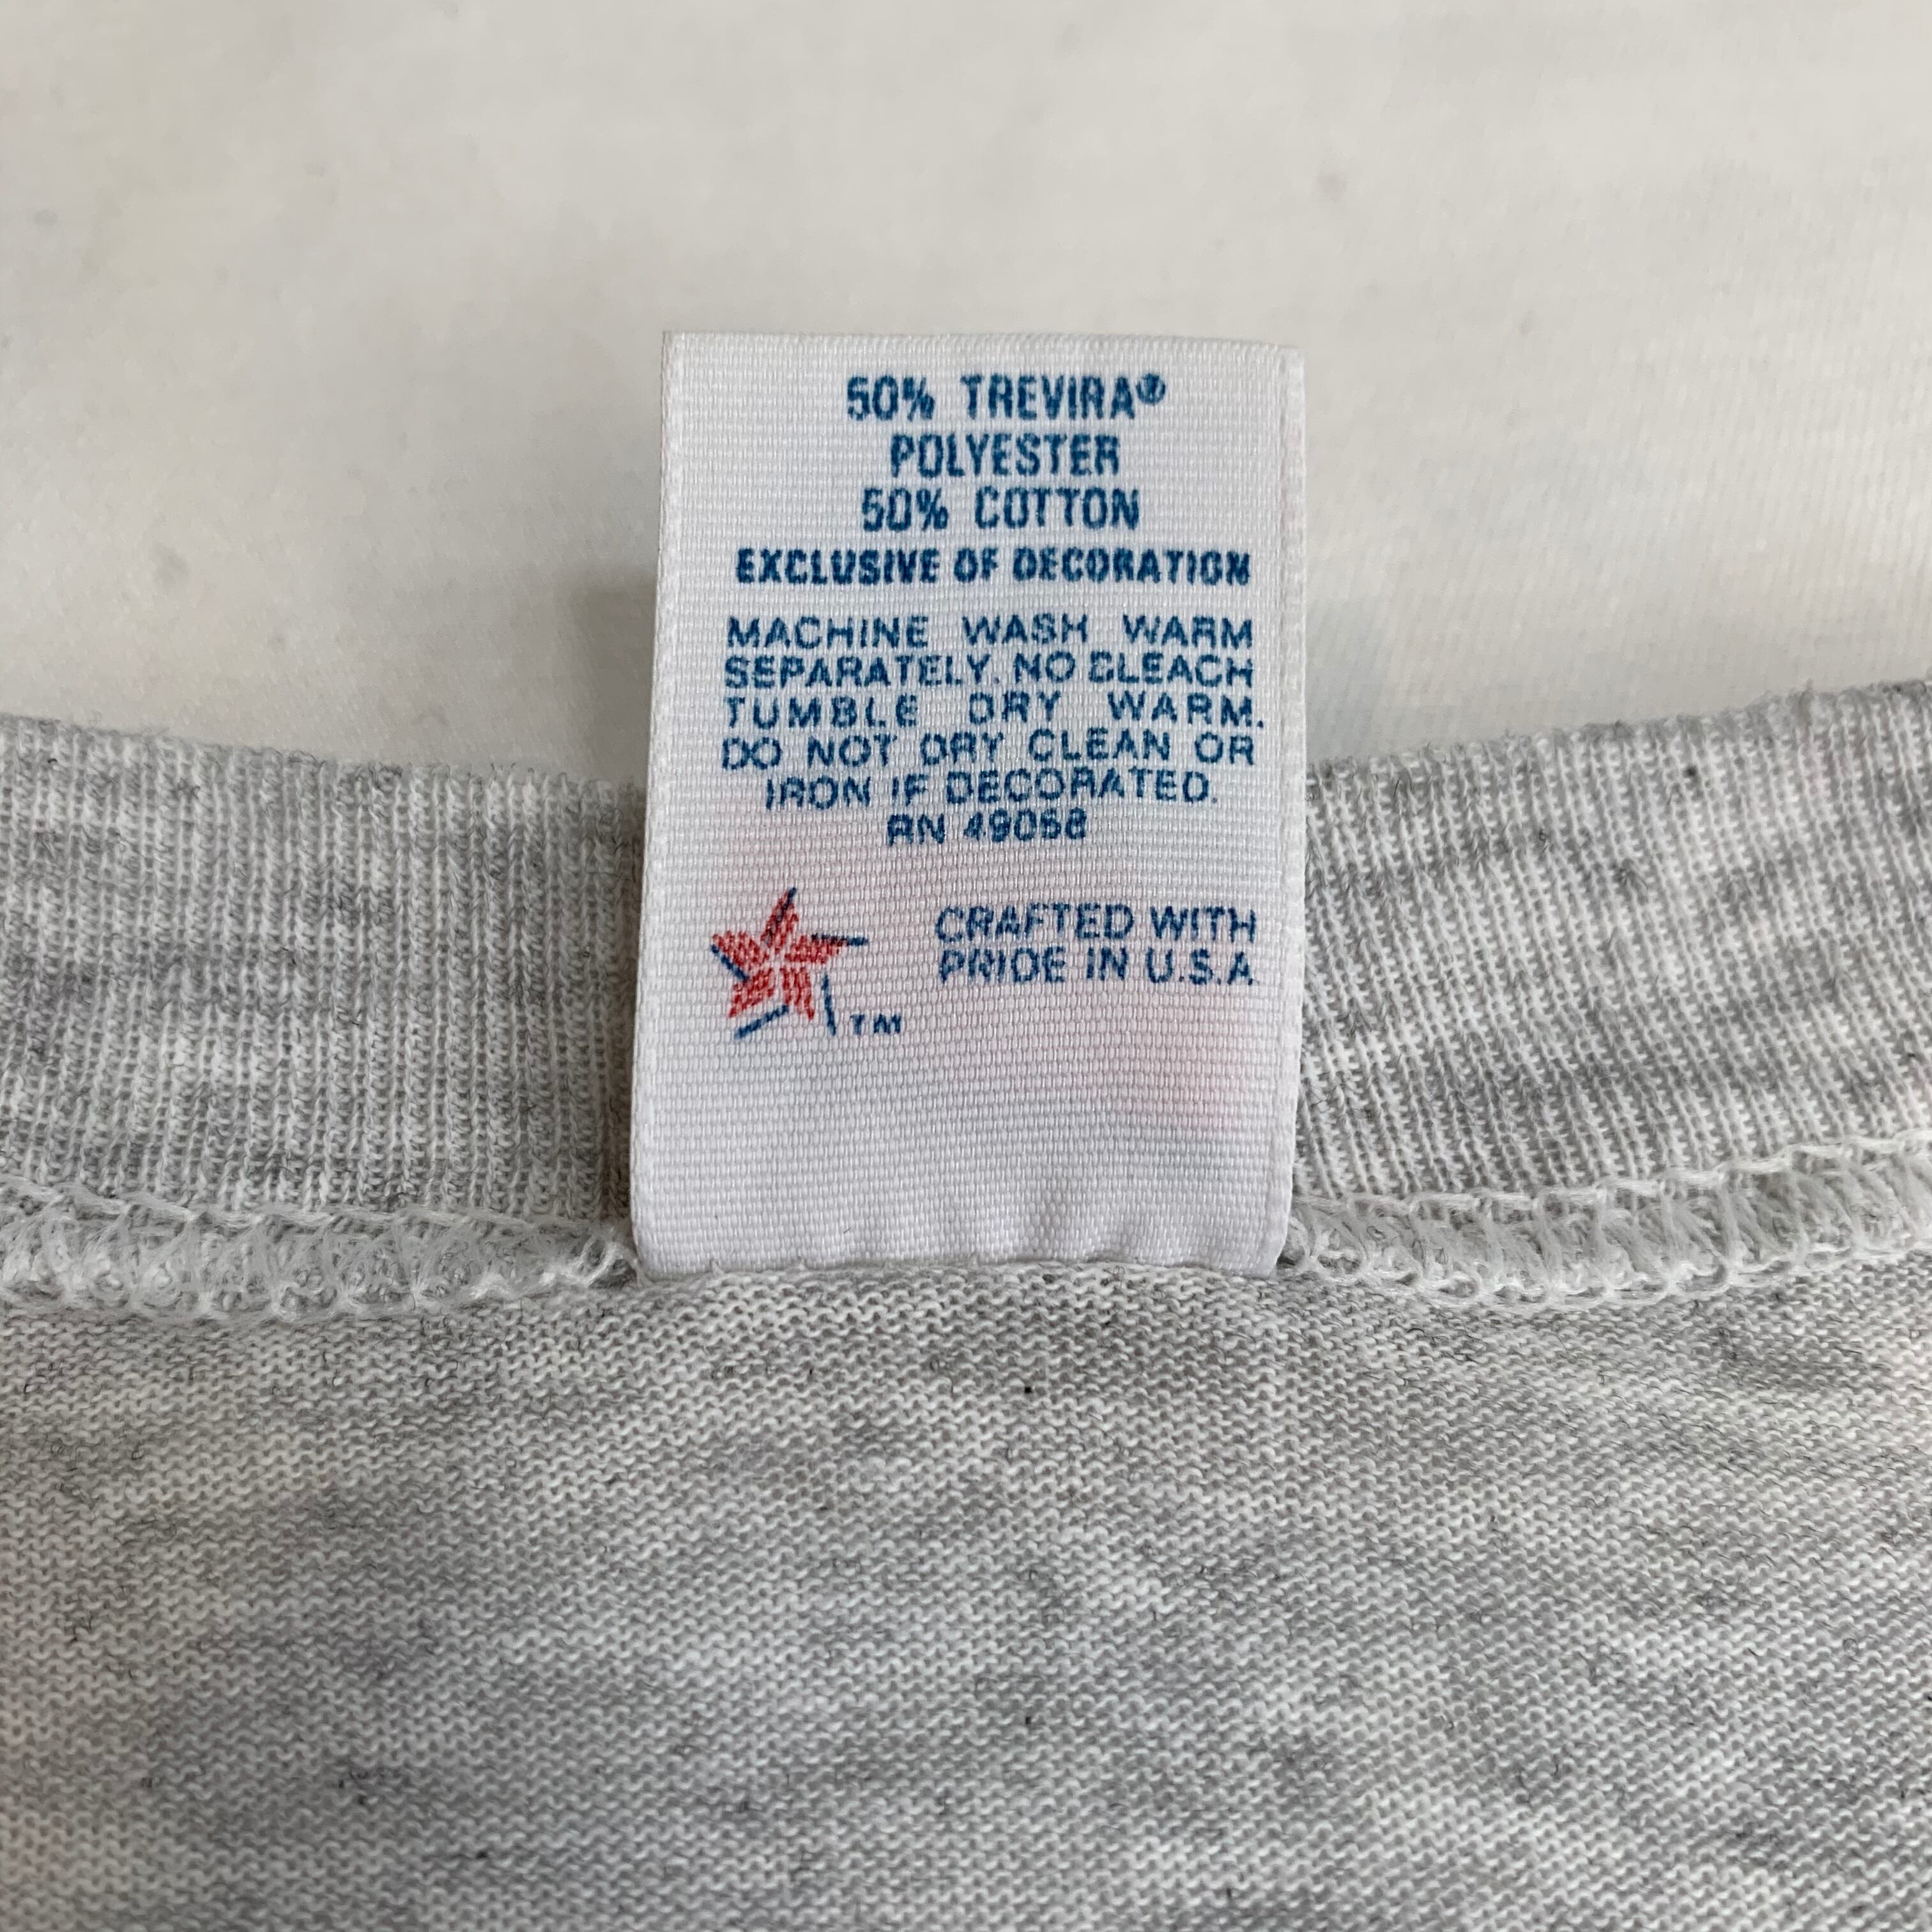 50% TREVIRA®
POLYESTER
50% COTTON
EXCLUSIVE OF DECORATION
MACHINE WASH WARM
SEPARATELY. NO BLEACH
TUMBLE DRY WARM.
DO NOT DRY CLEAN OR
IRON IF DECORATED.
RN 49058
CRAFTED WITH
PRIDE IN U.S.A
TM